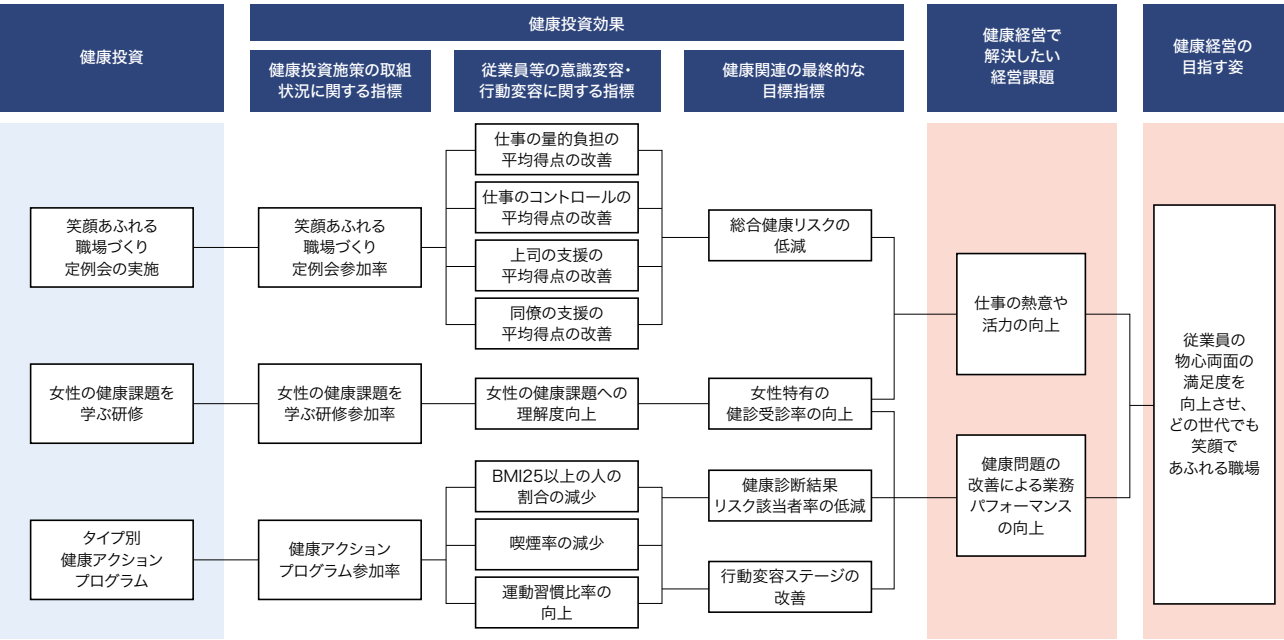 健康投資
健康投資効果
健康投資施策の取組
状況に関する指標
従業員等の意識変容・
行動変容に関する指標
健康関連の最終的な
目標指標
健康経営で
解決したい
経営課題
健康経営の
目指す姿
笑顔あふれる
職場づくり
定例会の実施
笑顔あふれる
職場づくり
定例会参加率
仕事の量的負担の
平均得点の改善
仕事のコントロールの
平均得点の改善
上司の支援の
平均得点の改善
同僚の支援の
平均得点の改善
総合健康リスクの
低減
女性の健康課題を
学ぶ研修
女性の健康課題を
学ぶ研修参加率
女性の健康課題への
理解度向上
女性特有の
健診受診率の向上
タイプ別
健康アクション
プログラム
健康アクション
プログラム参加率
BMI25以上の人の
割合の減少
喫煙率の減少
運動習慣比率の
向上
健康診断結果
リスク該当者率の低減
行動変容ステージの
改善
仕事の熱意や
活力の向上
健康問題の
改善による業務
パフォーマンス
の向上
従業員の
物心両面の
満足度を
向上させ、
どの世代でも
笑顔で
あふれる職場